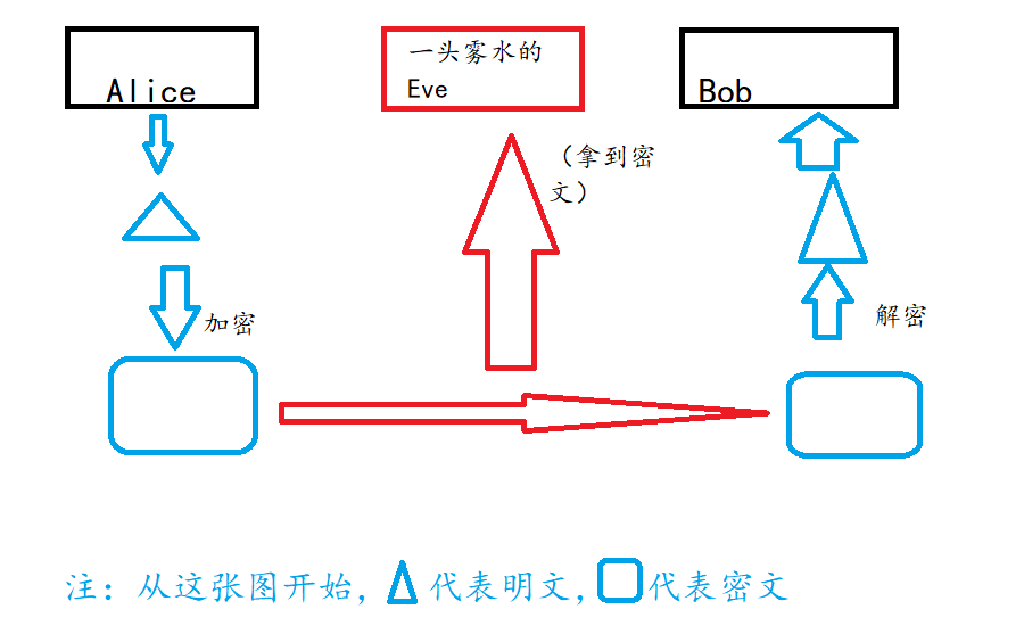 Alice
一头雾水的
Eve
Bob
（拿到密
文）
加密
解密
注：从这张图开始，代表明文，代表密文